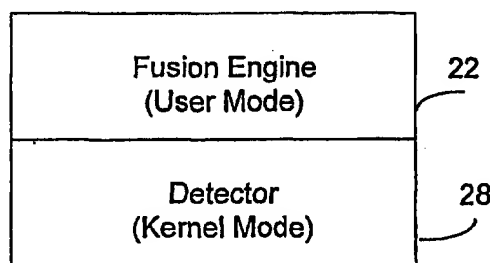 Fusion Engine
(User Mode)
22
Detector
(Kernel Mode)
28